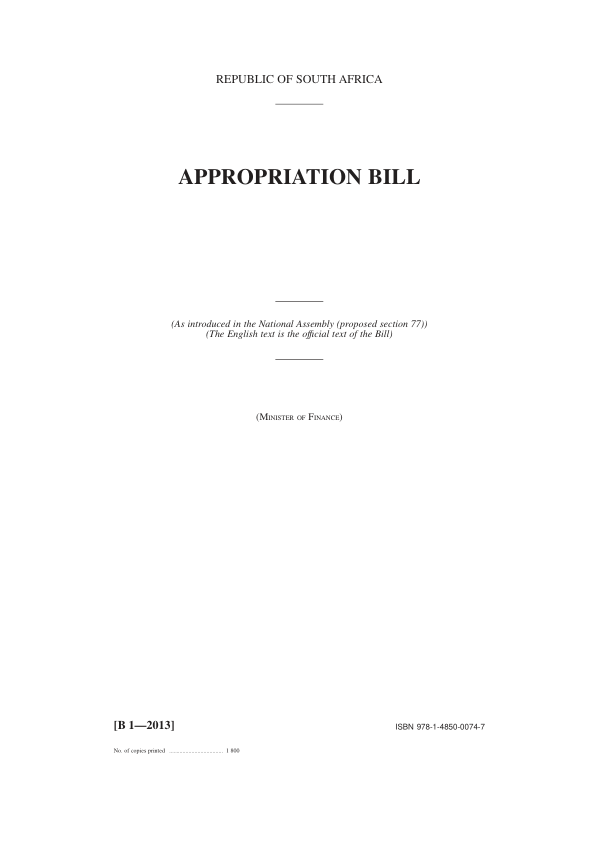 REPUBLIC OF SOUTH AFRICA
APPROPRIATION BILL
(As introduced in the National Assembly (proposed section 77))
(The English text is the official text of the Bill)
(Minister of Finance)
[B 1—2013]
ISBN 978-1-4850-0074-7
No. of copies printed .................................. 1 800